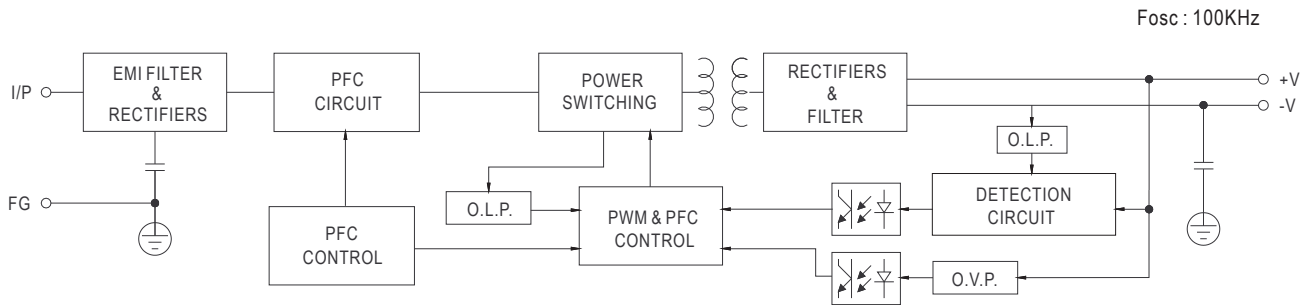 Fosc : 100KHz
I/P
EMI FILTER
&
RECTIFIERS
PFC
CIRCUIT
POWER
SWITCHING
RECTIFIERS
&
FILTER
+V
-V
O.L.P.
FG
O.L.P.
DETECTION
CIRCUIT
PFC
CONTROL
PWM & PFC
CONTROL
O.V.P.